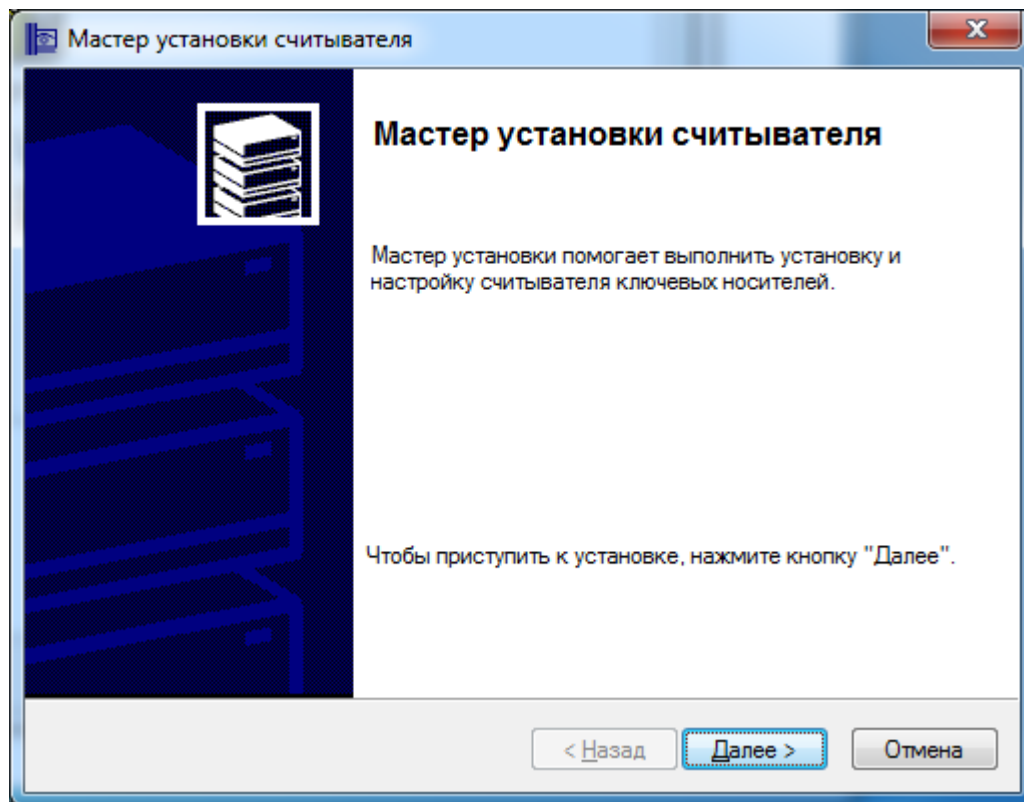 Мастер установки считывателя
Мастер установки считывателя
Мастер установки помогает выполнить установку и
настройку считывателя ключевых носителей.
Чтобы приступить к установке, нажмите кнопку "Далее".
< Назад
Далее >
Отмена